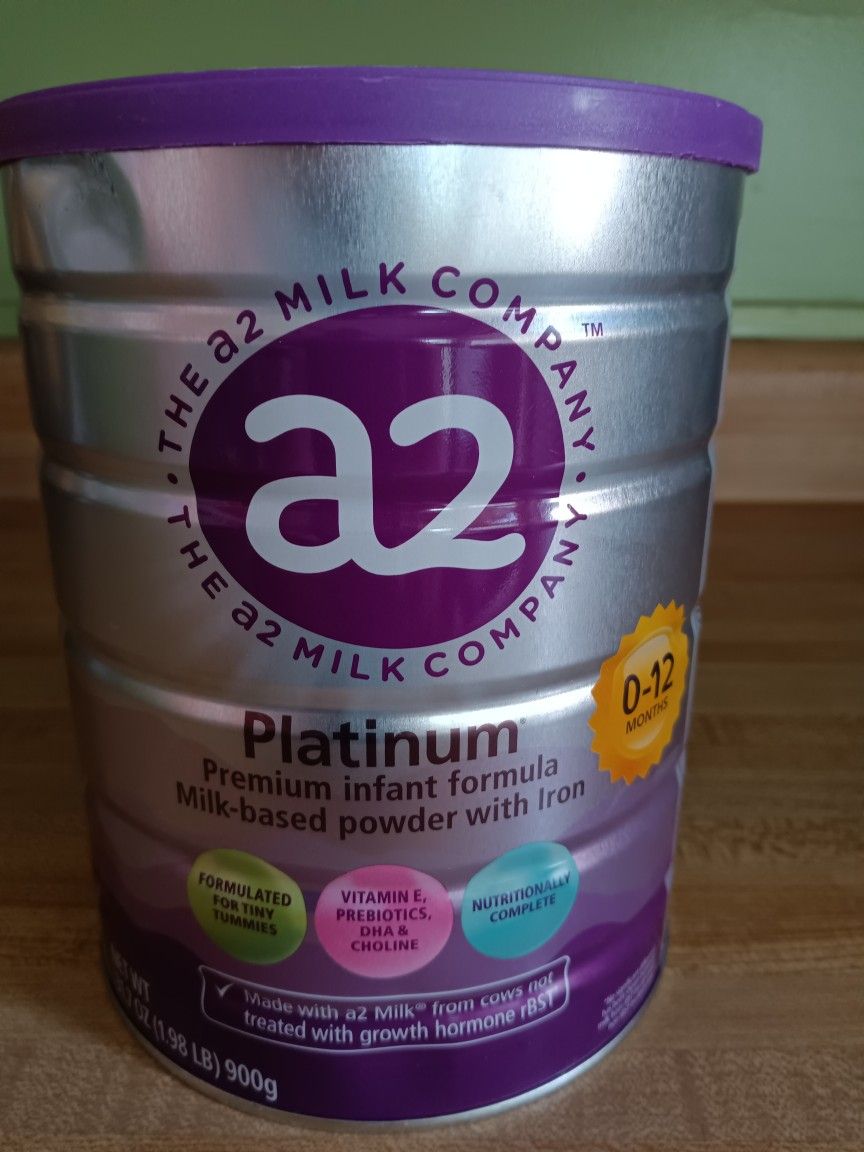 THE a2 MILK COMPANY
TM
a2
THE a2 MILK COMPANY
0-12
MONTHS
Platinum®
Premium infant formula
Milk-based powder with Iron
FORMULATED
FOR TINY
TUMMIES
VITAMIN E,
PREBIOTICS,
DHA &
CHOLINE
NUTRITIONALLY
COMPLETE
✓ Made with a2 Milk® from cows not
treated with growth hormone rBST
NET WT
OZ (1.98 LB) 900g